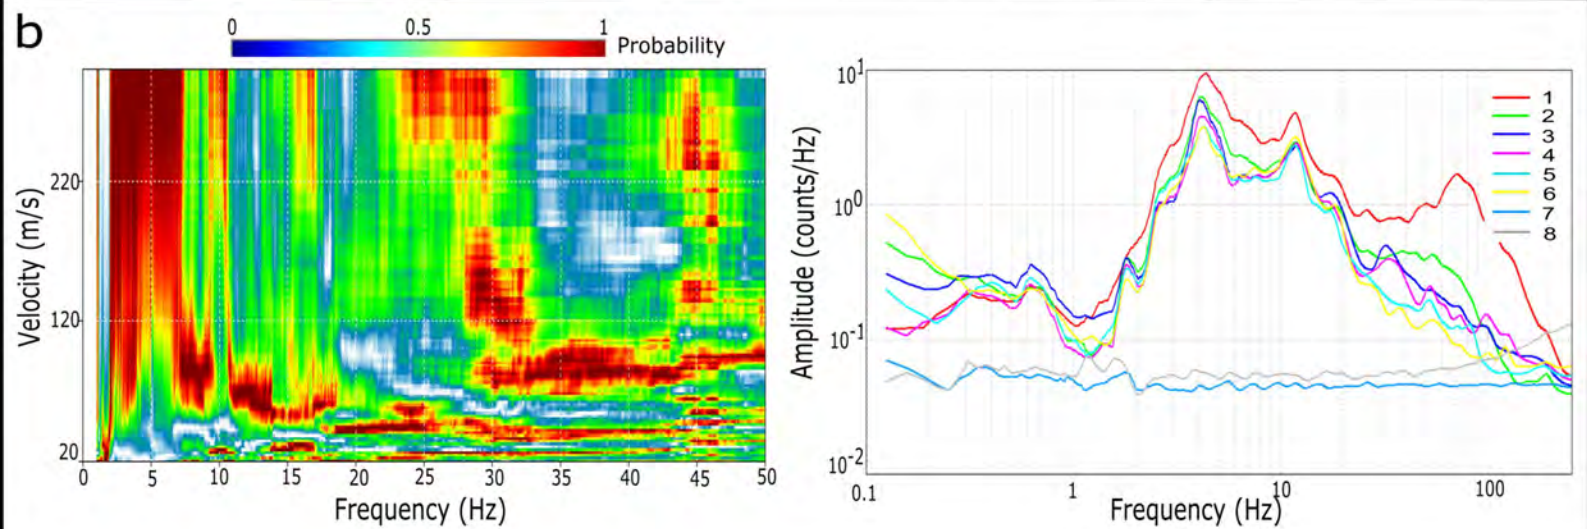 b
0 0.5 1
Probability
Velocity (m/s)
220
120
20
0 5 10 15 20 25 30 35 40 45 50
Frequency (Hz)
Amplitude (counts/Hz)
10^1
10^0
10^-1
10^-2
0.1 1 10 100
Frequency (Hz)
1
2
3
4
5
6
7
8